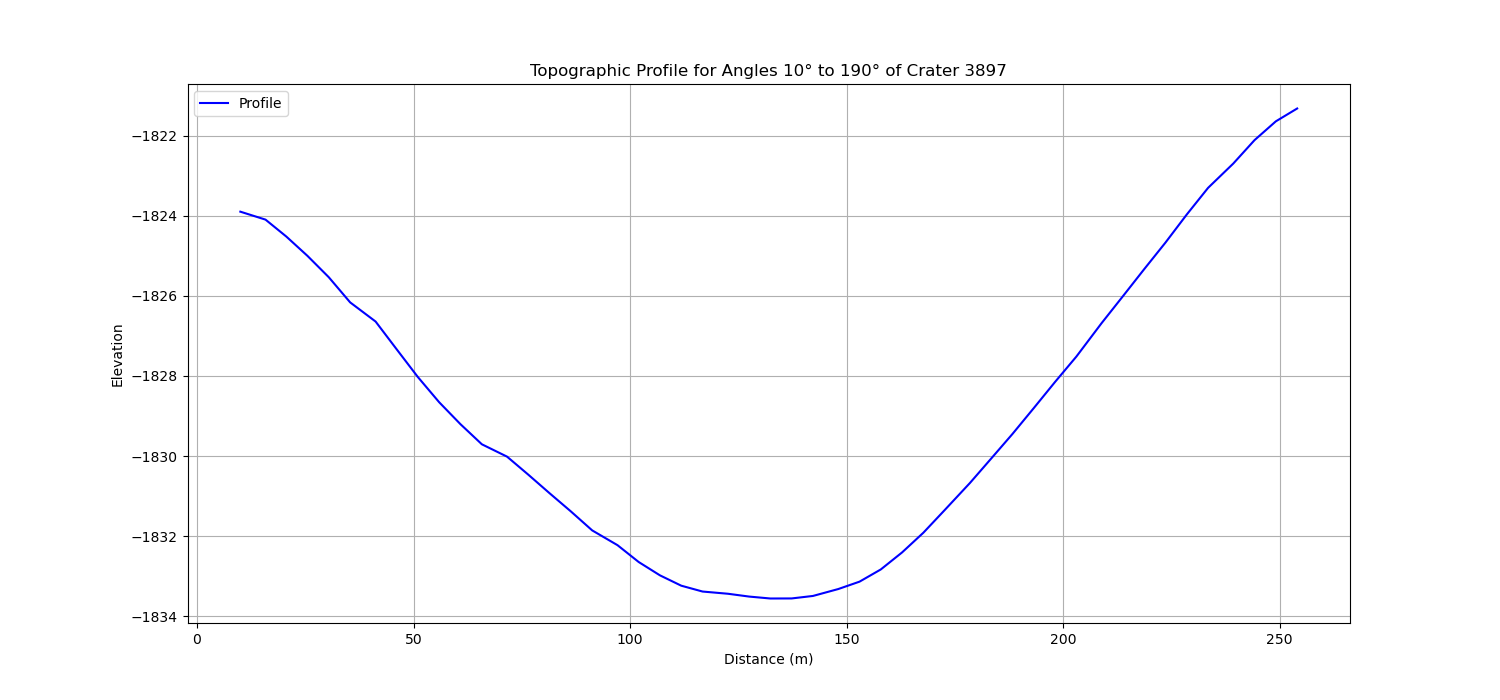 Topographic Profile for Angles 10° to 190° of Crater 3897
Profile
−1822
−1824
−1826
−1828
−1830
−1832
−1834
Elevation
0 50 100 150 200 250
Distance (m)